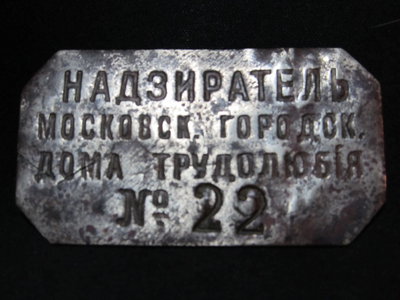 НАДЗИРАТЕЛЬ
МОСКОВСК. ГОРОДСК.
ДОМА ТРУДОЛЮБІЯ
№ 22